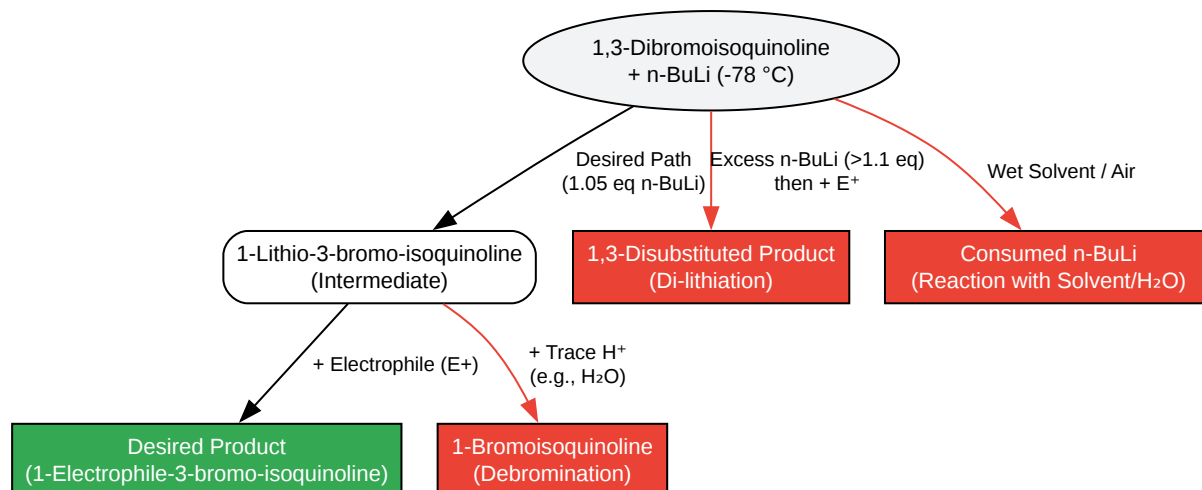 1,3-Dibromoisoquinoline
+ n-BuLi (-78 °C)
Desired Path
(1.05 eq n-BuLi)
Excess n-BuLi (>1.1 eq)
then + E⁺
Wet Solvent / Air
1-Lithio-3-bromo-isoquinoline
(Intermediate)
1,3-Disubstituted Product
(Di-lithiation)
Consumed n-BuLi
(Reaction with Solvent/H₂O)
+ Electrophile (E+)
+ Trace H⁺
(e.g., H₂O)
Desired Product
(1-Electrophile-3-bromo-isoquinoline)
1-Bromoisoquinoline
(Debromination)